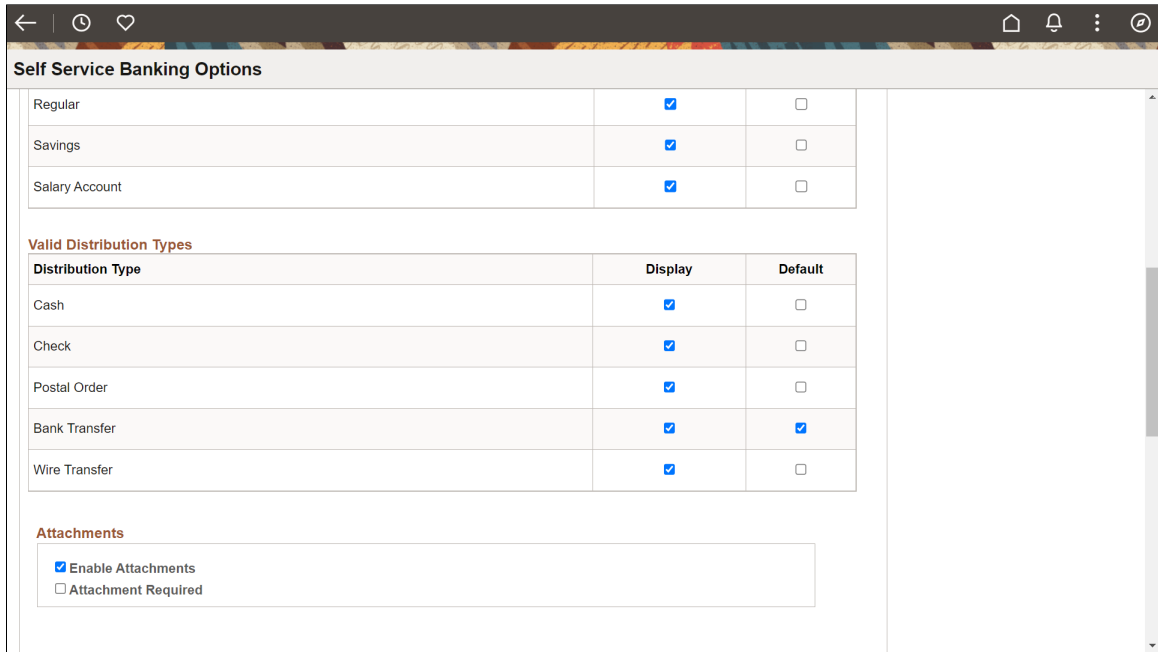 Self Service Banking Options
Regular
Savings
Salary Account
Valid Distribution Types
Distribution Type Display Default
Cash
Check
Postal Order
Bank Transfer
Wire Transfer
Attachments
Enable Attachments
Attachment Required